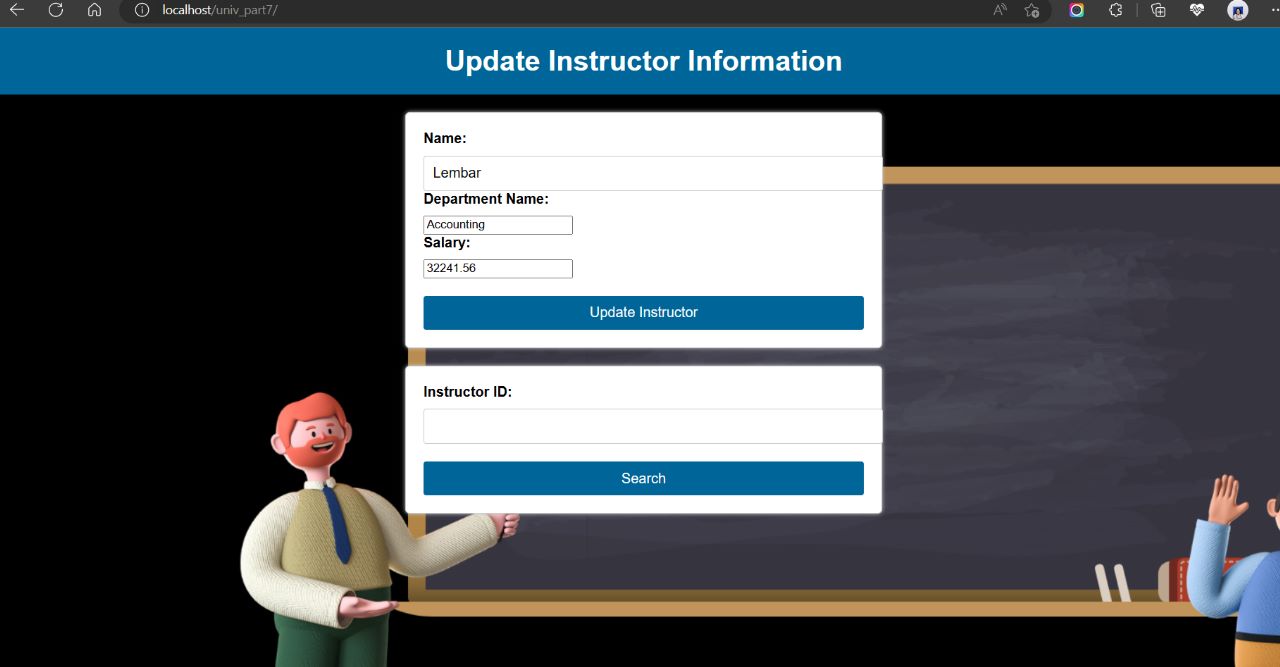 localhost/univ_part7/
Update Instructor Information
Name:
Lembar
Department Name:
Accounting
Salary:
32241.56
Update Instructor
Instructor ID:
Search